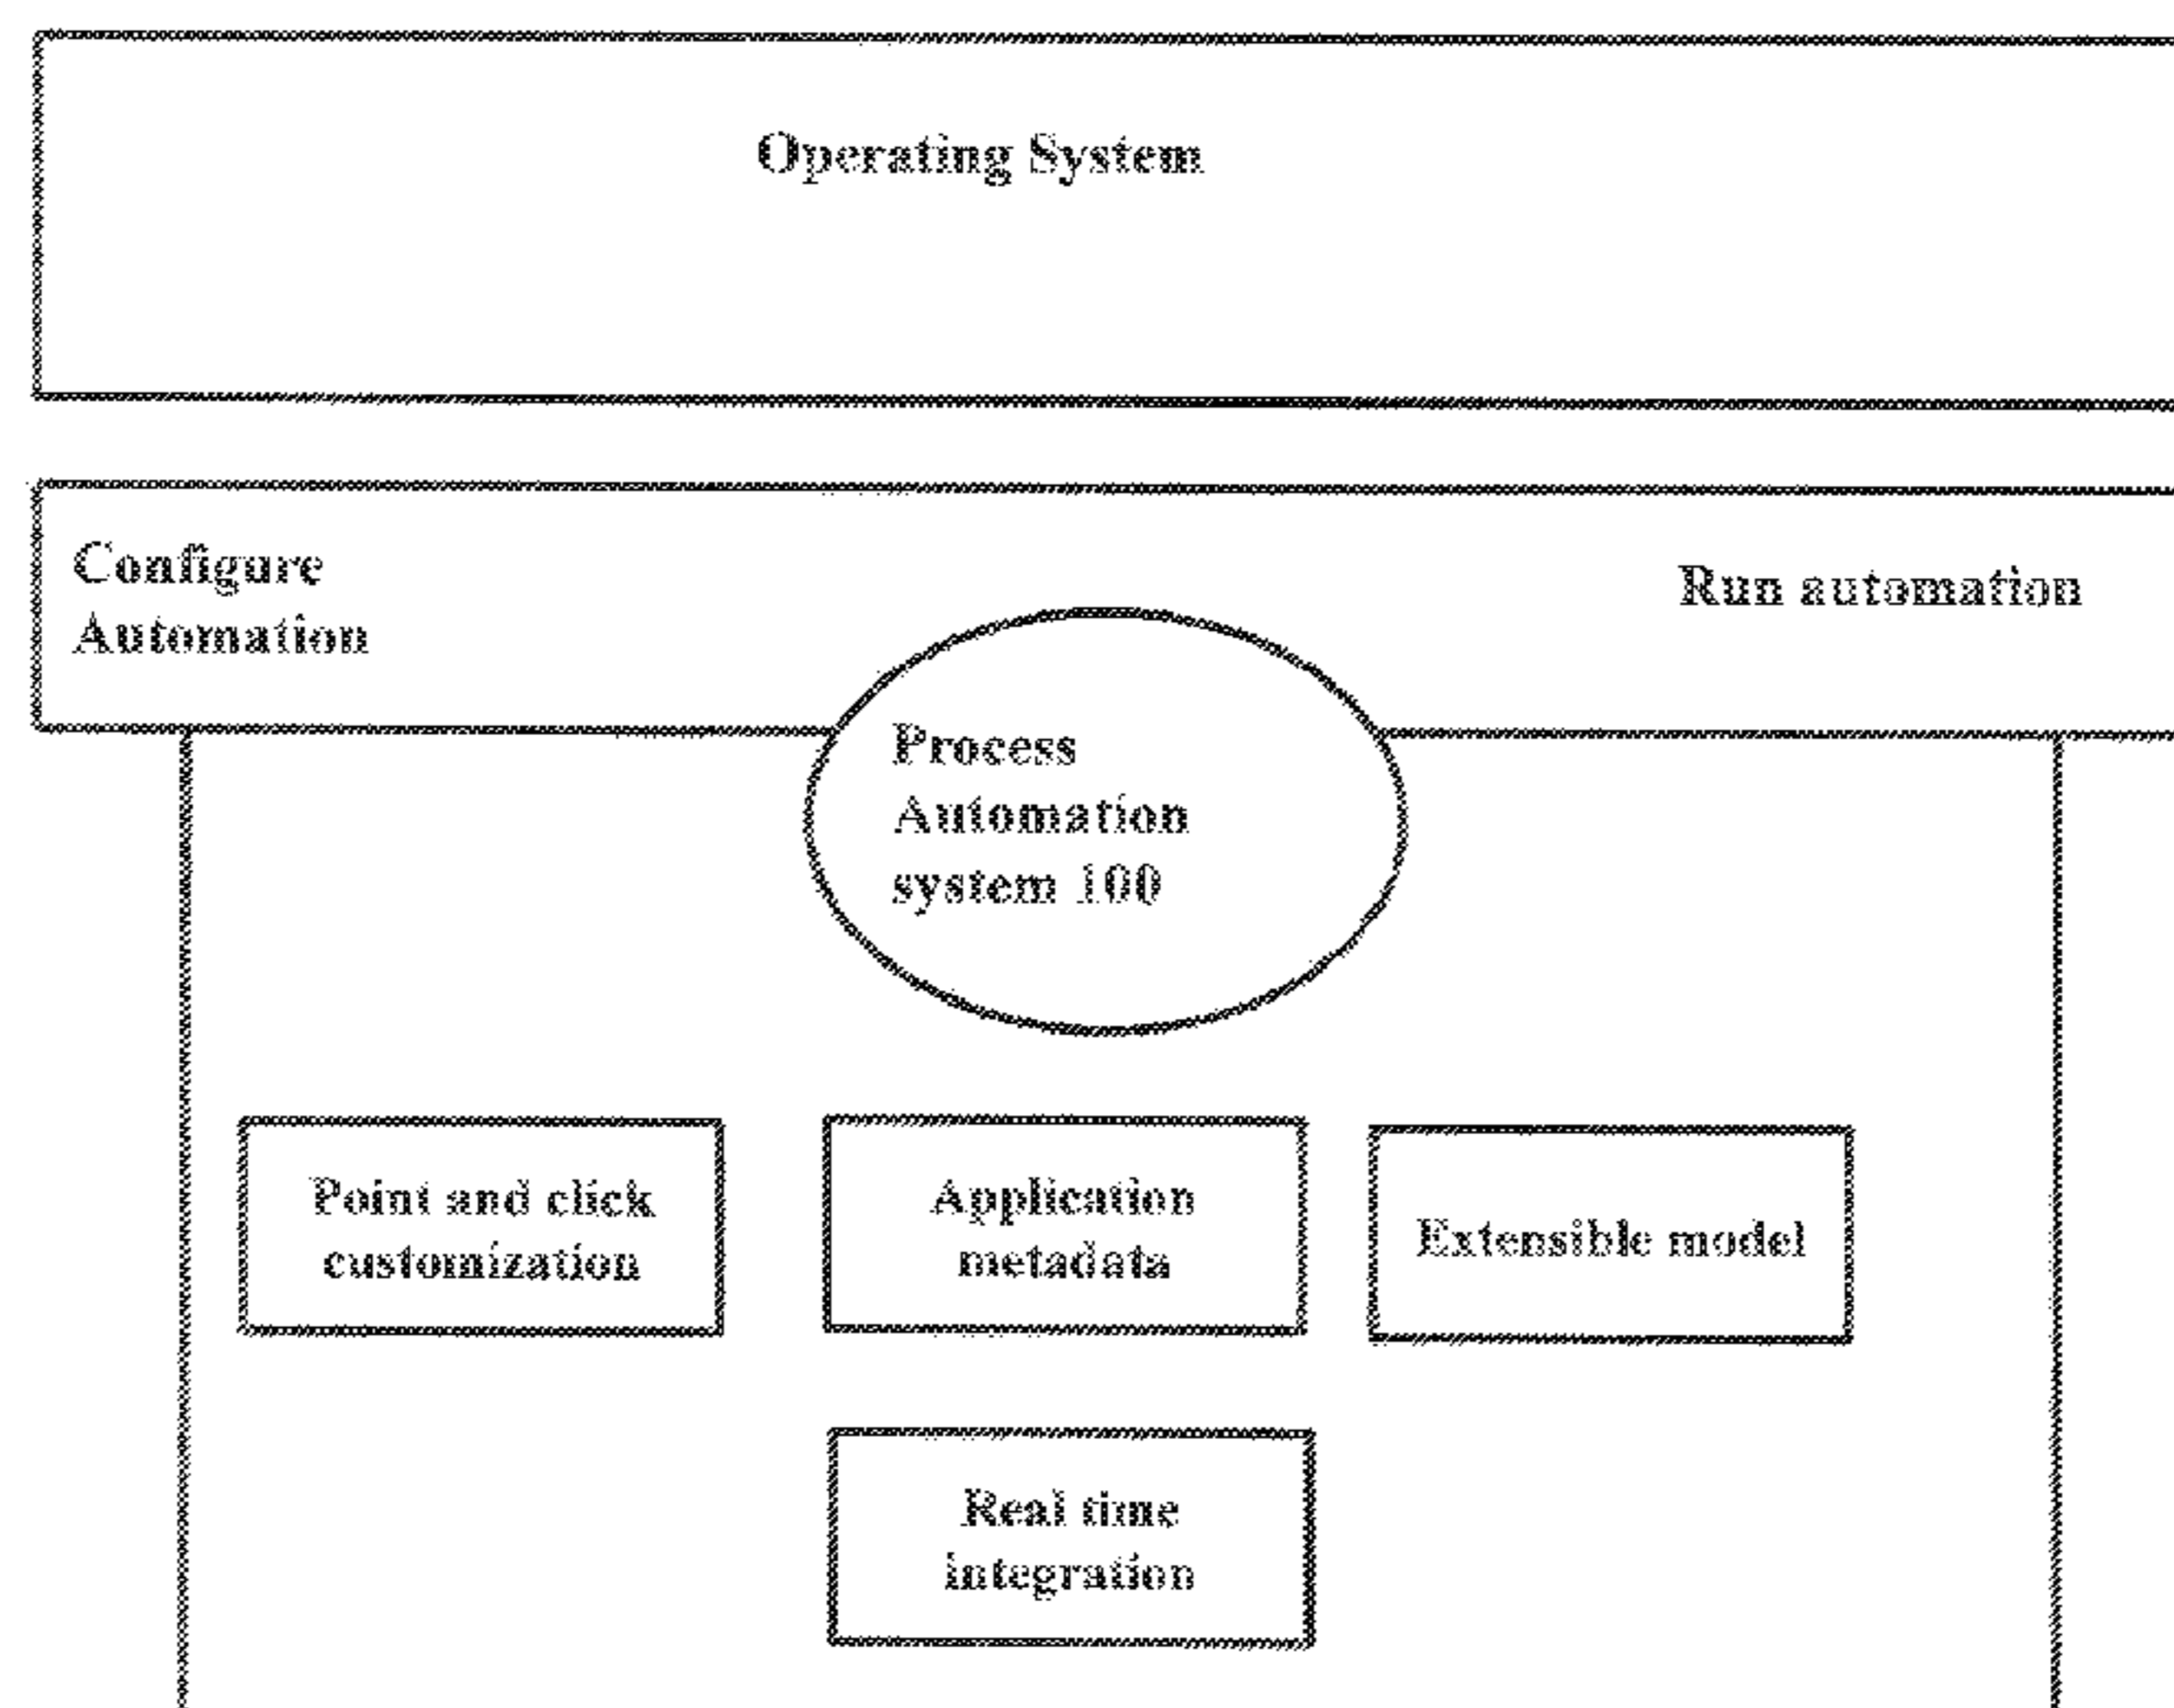 Operating System
Configure
Automation
Run automation
Process
Automation
system 100
Point and click
customization
Application
metadata
Extensible model
Real time
integration